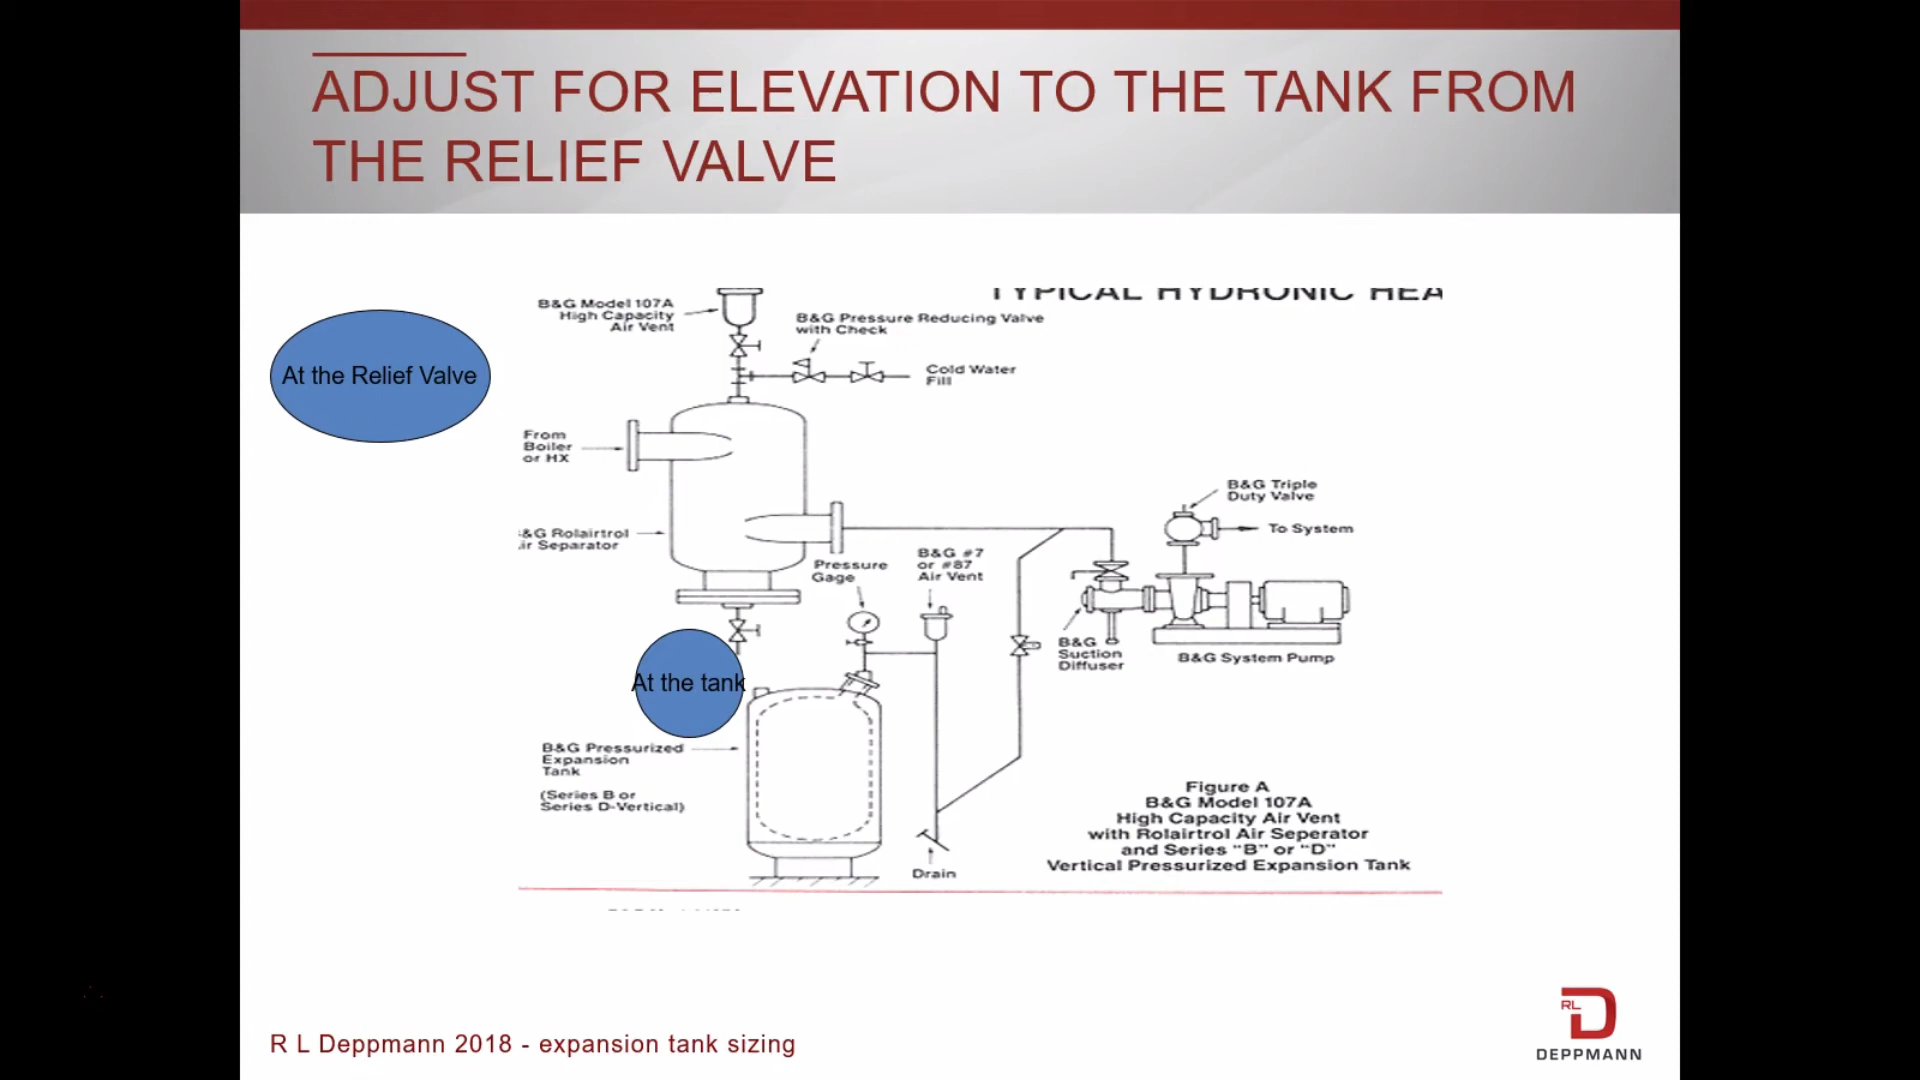 ADJUST FOR ELEVATION TO THE TANK FROM
THE RELIEF VALVE
TYPICAL HYDRONIC HEA
B&G Model 107A
High Capacity
Air Vent
B&G Pressure Reducing Valve
with Check
Cold Water
Fill
At the Relief Valve
From
Boiler
or HX
B&G Triple
Duty Valve
To System
&G Rolairtrol
ir Separator
Pressure
Gage
B&G #7
or #87
Air Vent
B&G
Suction
Diffuser
B&G System Pump
At the tank
B&G Pressurized
Expansion
Tank
(Series B or
Series D-Vertical)
Drain
Figure A
B&G Model 107A
High Capacity Air Vent
with Rolairtrol Air Seperator
and Series "B" or "D"
Vertical Pressurized Expansion Tank
R L Deppmann 2018 - expansion tank sizing
RL
DEPPMANN